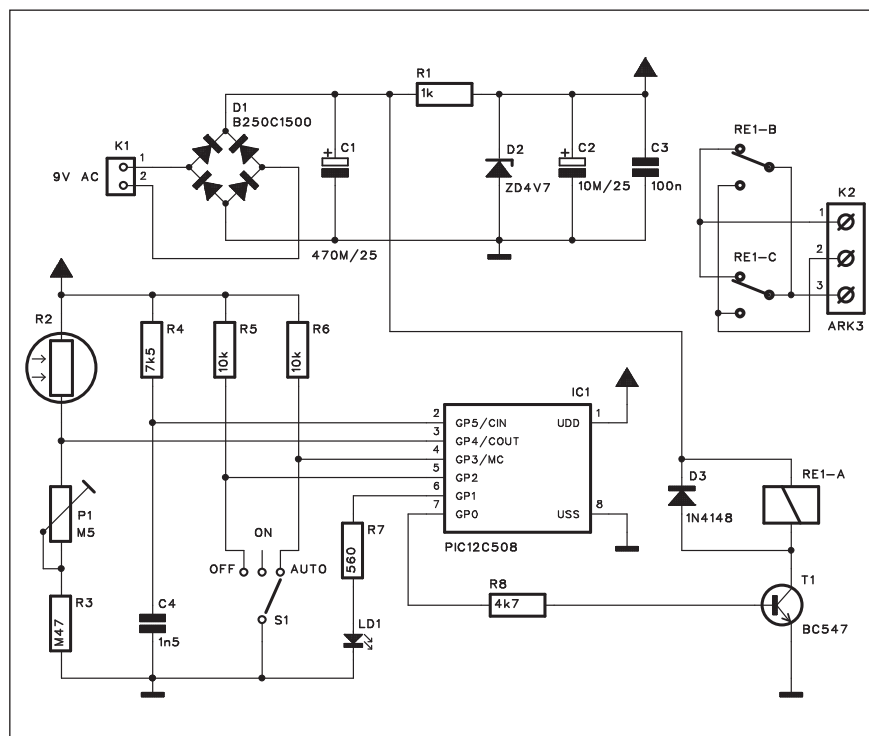 R1
1k
D1
B250C1500
K1
1
2
9V AC
+
C1
470M/25
D2
ZD4V7
+
C2
10M/25
C3
100n
RE1-B
RE1-C
K2
1
2
3
ARK3
R2
R4
7k5
R5
10k
R6
10k
IC1
2 GP5/CIN UDD 1
3 GP4/COUT
4 GP3/MC
5 GP2
6 GP1
7 GP0 USS 8
PIC12C508
D3
1N4148
RE1-A
P1
M5
R3
M47
C4
1n5
ON
OFF AUTO
S1
R7
560
LD1
R8
4k7
T1
BC547